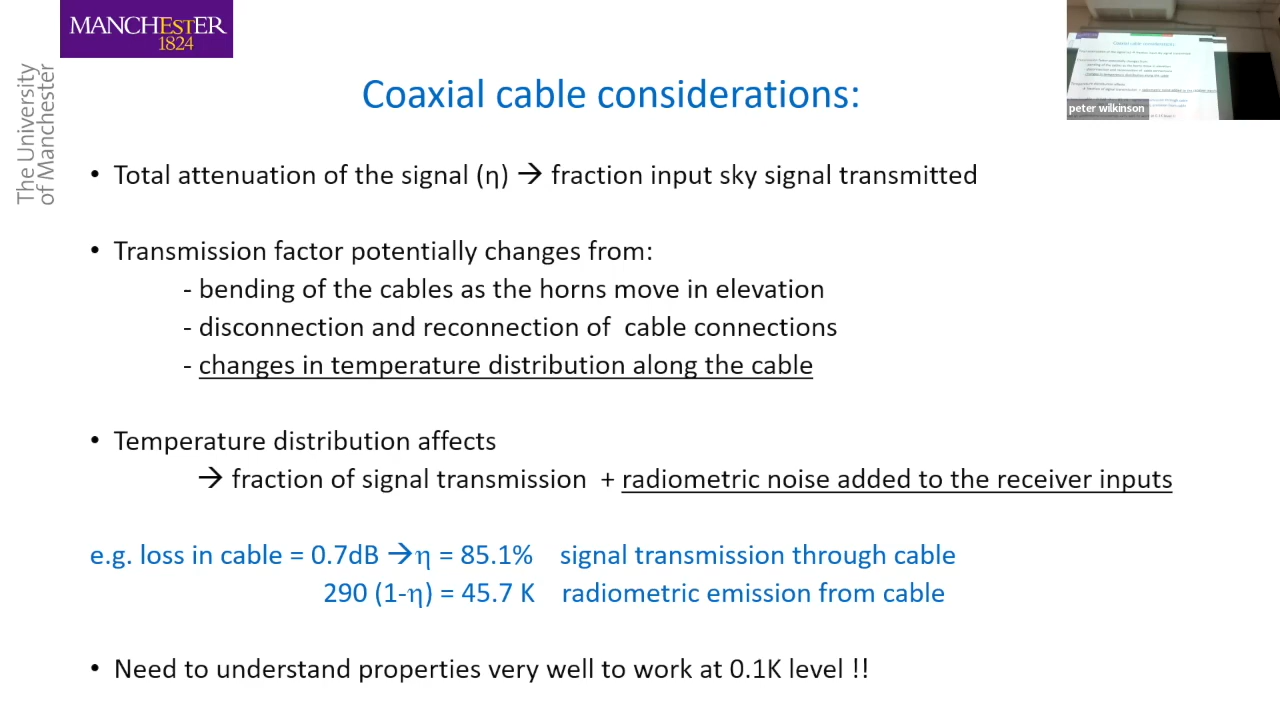 MANCHESTER
1824
The University
of Manchester
peter wilkinson
Coaxial cable considerations:
• Total attenuation of the signal (η) → fraction input sky signal transmitted
• Transmission factor potentially changes from:
- bending of the cables as the horns move in elevation
- disconnection and reconnection of cable connections
- changes in temperature distribution along the cable
• Temperature distribution affects
→ fraction of signal transmission + radiometric noise added to the receiver inputs
e.g. loss in cable = 0.7dB → η = 85.1% signal transmission through cable
290 (1-η) = 45.7 K radiometric emission from cable
• Need to understand properties very well to work at 0.1K level !!